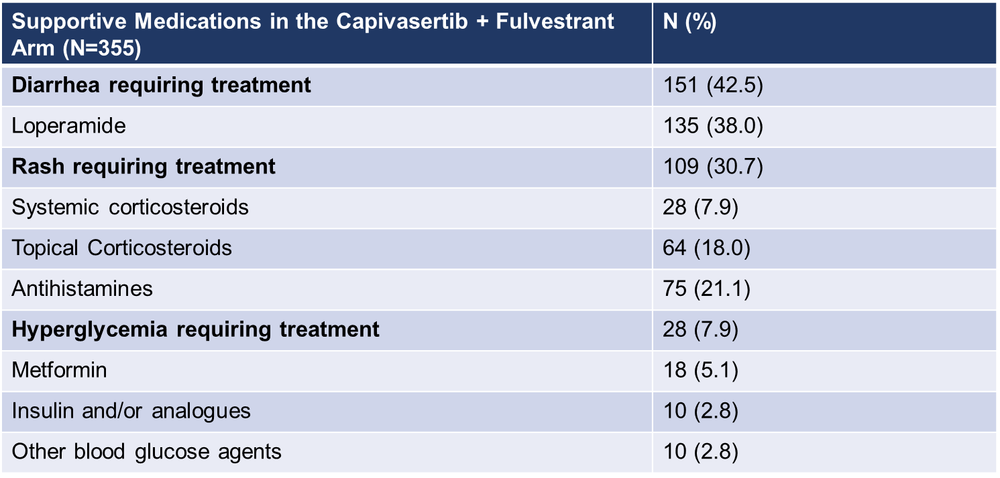 Supportive Medications in the Capivasertib + Fulvestrant
Arm (N=355)
N (%)
Diarrhea requiring treatment
151 (42.5)
Loperamide
135 (38.0)
Rash requiring treatment
109 (30.7)
Systemic corticosteroids
28 (7.9)
Topical Corticosteroids
64 (18.0)
Antihistamines
75 (21.1)
Hyperglycemia requiring treatment
28 (7.9)
Metformin
18 (5.1)
Insulin and/or analogues
10 (2.8)
Other blood glucose agents
10 (2.8)